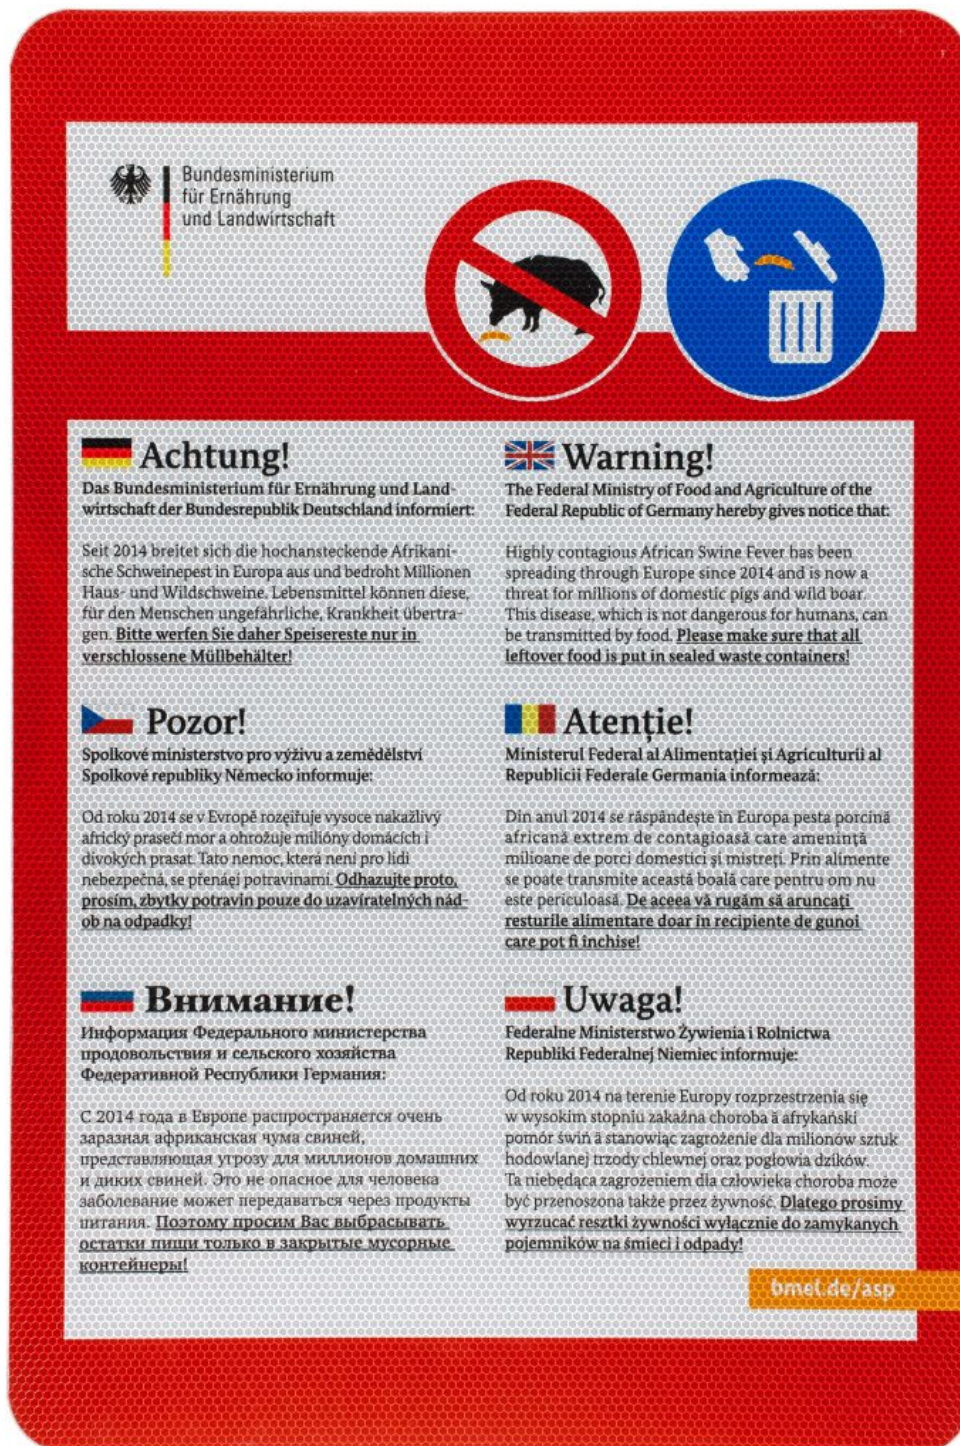 Bundesministerium
für Ernährung
und Landwirtschaft
Achtung!
Das Bundesministerium für Ernährung und Land-
wirtschaft der Bundesrepublik Deutschland informiert:
Seit 2014 breitet sich die hochansteckende Afrikani-
sche Schweinepest in Europa aus und bedroht Millionen
Haus- und Wildschweine. Lebensmittel können diese,
für den Menschen ungefährliche, Krankheit übertra-
gen. Bitte werfen Sie daher Speisereste nur in
verschlossene Müllbehälter!
Warning!
The Federal Ministry of Food and Agriculture of the
Federal Republic of Germany hereby gives notice that:
Highly contagious African Swine Fever has been
spreading through Europe since 2014 and is now a
threat for millions of domestic pigs and wild boar.
This disease, which is not dangerous for humans, can
be transmitted by food. Please make sure that all
leftover food is put in sealed waste containers!
Pozor!
Spolkové ministerstvo pro výživu a zemědělství
Spolkové republiky Německo informuje:
Od roku 2014 se v Evropě rozęiřuje vysoce nakažlivý
africký prasečí mor a ohrožuje milióny domácích i
divokých prasat. Tato nemoc, která není pro lidi
nebezpečná, se přenáęí potravinami. Odhazujte proto,
prosím, zbytky potravin pouze do uzavíratelných nád-
ob na odpadky!
Atenție!
Ministerul Federal al Alimentației și Agriculturii al
Republicii Federale Germania informează:
Din anul 2014 se răspândește în Europa pesta porcină
africană extrem de contagioasă care amenință
milioane de porci domestici și mistreți. Prin alimente
se poate transmite această boală care pentru om nu
este periculoasă. De aceea vă rugăm să aruncați
resturile alimentare doar în recipiente de gunoi
care pot fi închise!
Внимание!
Информация Федерального министерства
продовольствия и сельского хозяйства
Федеративной Республики Германия:
С 2014 года в Европе распространяется очень
заразная африканская чума свиней,
представляющая угрозу для миллионов домашних
и диких свиней. Это не опасное для человека
заболевание может передаваться через продукты
питания. Поэтому просим Вас выбрасывать
остатки пищи только в закрытые мусорные
контейнеры!
Uwaga!
Federalne Ministerstwo Żywienia i Rolnictwa
Republiki Federalnej Niemiec informuje:
Od roku 2014 na terenie Europy rozprzestrzenia się
w wysokim stopniu zakaźna choroba ă afrykański
pomór świń ă stanowiąc zagrożenie dla milionów sztuk
hodowlanej trzody chlewnej oraz pogłowia dzików.
Ta niebędąca zagrożeniem dla człowieka choroba może
być przenoszona także przez żywność. Dlatego prosimy
wyrzucać resztki żywności wyłącznie do zamykanych
pojemników na śmieci i odpady!
bmel.de/asp